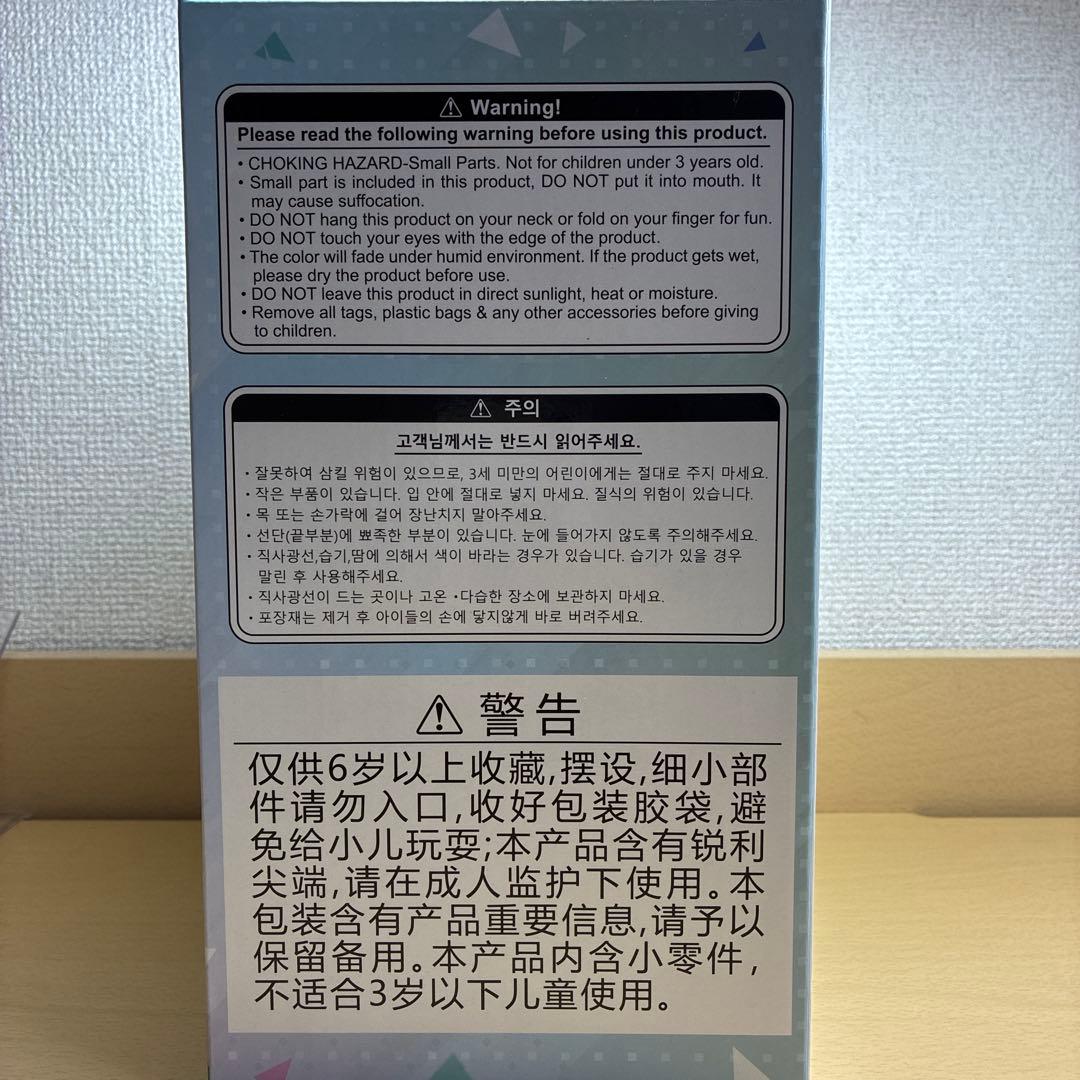 ⚠ Warning!
Please read the following warning before using this product.
• CHOKING HAZARD-Small Parts. Not for children under 3 years old.
• Small part is included in this product, DO NOT put it into mouth. It
may cause suffocation.
• DO NOT hang this product on your neck or fold on your finger for fun.
• DO NOT touch your eyes with the edge of the product.
• The color will fade under humid environment. If the product gets wet,
please dry the product before use.
• DO NOT leave this product in direct sunlight, heat or moisture.
• Remove all tags, plastic bags & any other accessories before giving
to children.
⚠ 주의
고객님께서는 반드시 읽어주세요.
• 잘못하여 삼킬 위험이 있으므로, 3세 미만의 어린이에게는 절대로 주지 마세요.
• 작은 부품이 있습니다. 입 안에 절대로 넣지 마세요. 질식의 위험이 있습니다.
• 목 또는 손가락에 걸어 장난치지 말아주세요.
• 선단(끝부분)에 뾰족한 부분이 있습니다. 눈에 들어가지 않도록 주의해주세요.
• 직사광선,습기,땀에 의해서 색이 바라는 경우가 있습니다. 습기가 있을 경우
말린 후 사용해주세요.
• 직사광선이 드는 곳이나 고온 •다습한 장소에 보관하지 마세요.
• 포장재는 제거 후 아이들의 손에 닿지않게 바로 버려주세요.
⚠ 警告
仅供6岁以上收藏,摆设,细小部
件请勿入口,收好包装胶袋,避
免给小儿玩耍;本产品含有锐利
尖端,请在成人监护下使用。本
包装含有产品重要信息,请予以
保留备用。本产品内含小零件,
不适合3岁以下儿童使用。